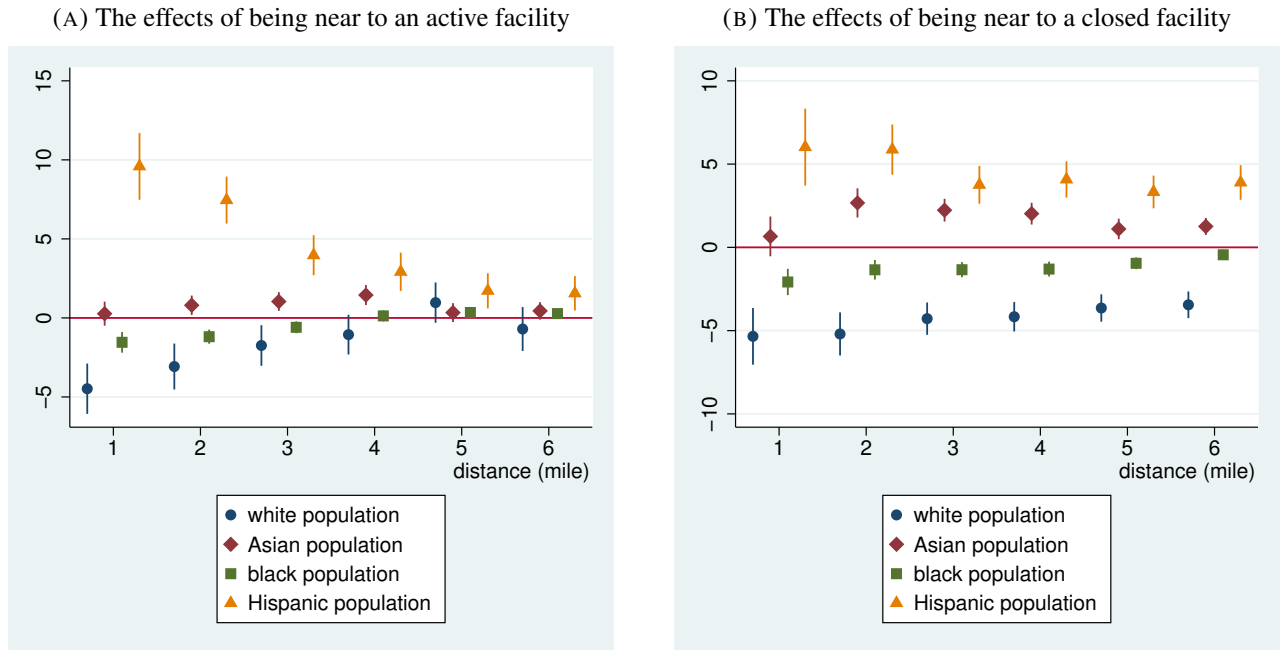 (A) The effects of being near to an active facility
15
10
5
0
−5
1 2 3 4 5 6
distance (mile)
white population
Asian population
black population
Hispanic population
(B) The effects of being near to a closed facility
10
5
0
−5
−10
1 2 3 4 5 6
distance (mile)
white population
Asian population
black population
Hispanic population